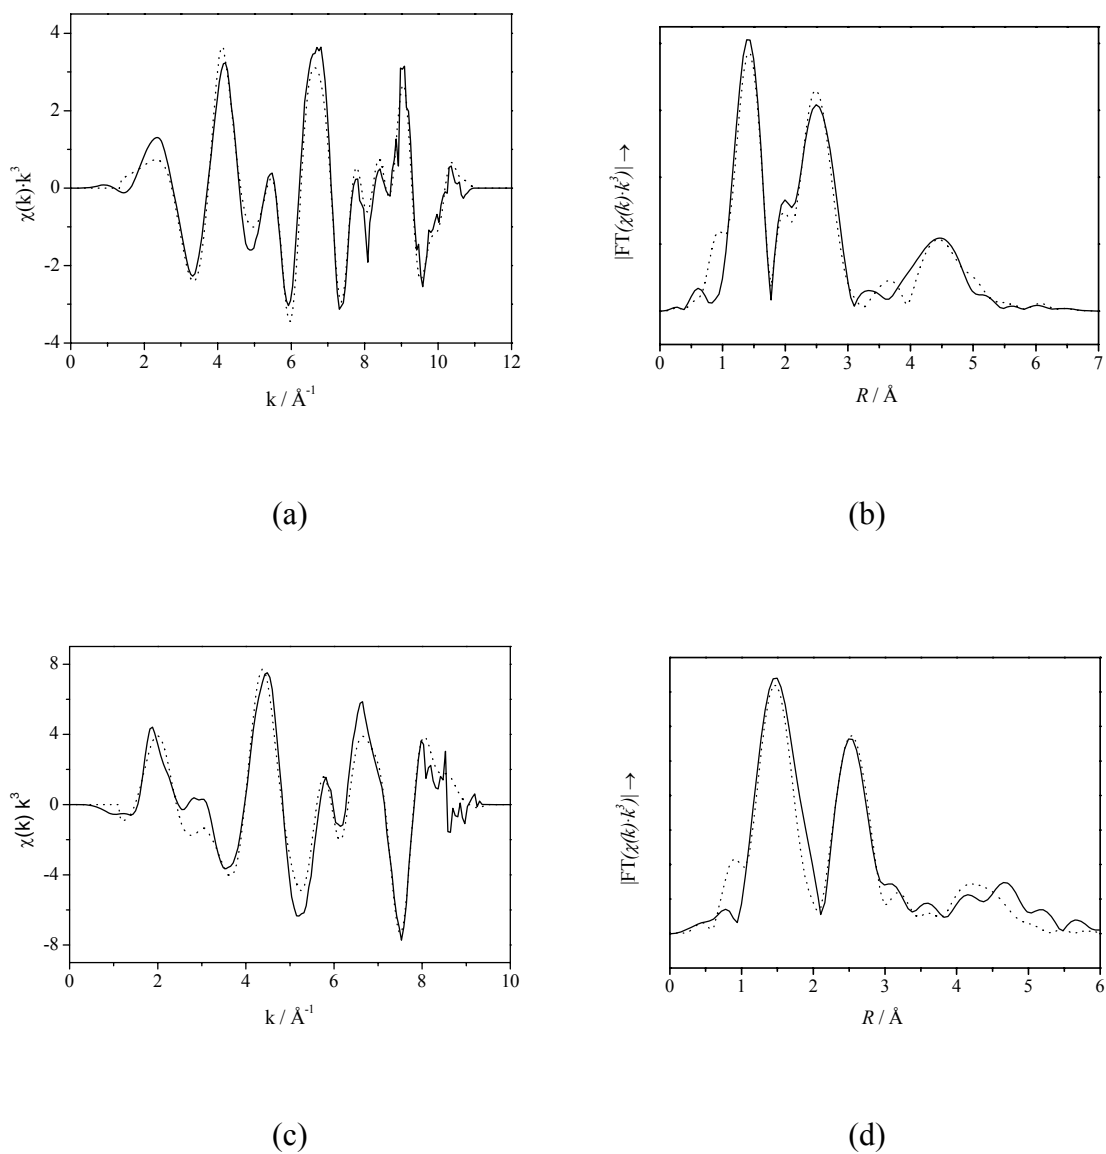 4
2
0
-2
-4
χ(k)·k³
0 2 4 6 8 10 12
k / Å⁻¹
(a)
|FT(χ(k)·k³)| →
0 1 2 3 4 5 6 7
R / Å
(b)
8
4
0
-4
-8
χ(k) k³
0 2 4 6 8 10
k / Å⁻¹
(c)
|FT(χ(k)·k³)| →
0 1 2 3 4 5 6
R / Å
(d)